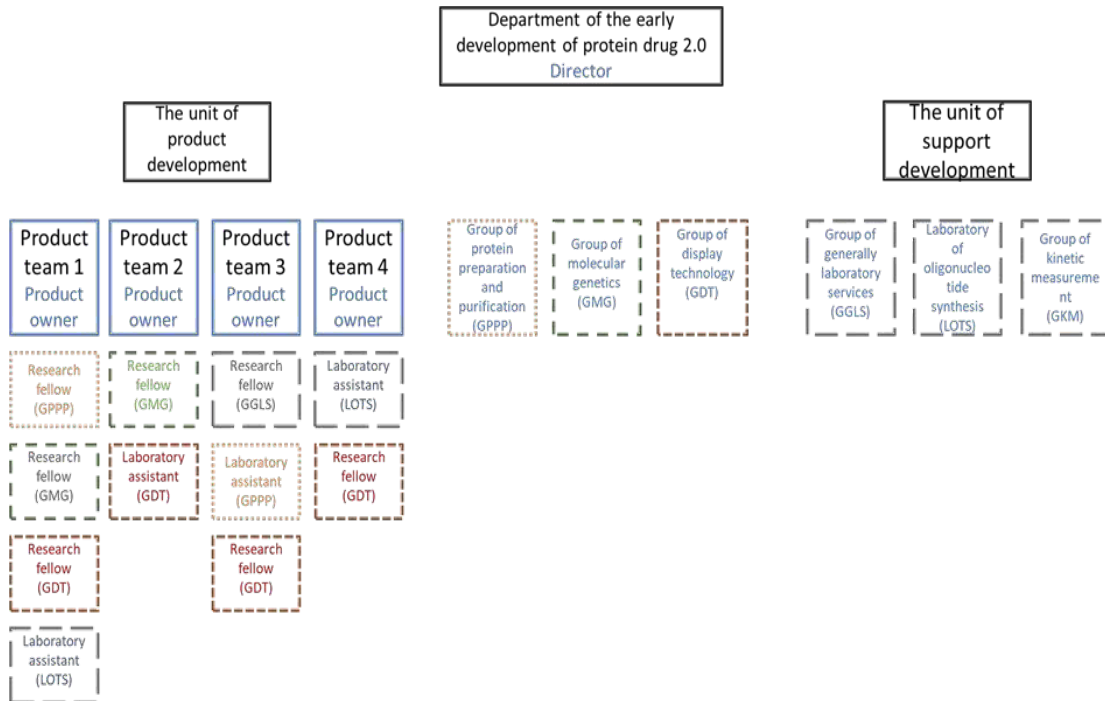 Department of the early
development of protein drug 2.0
Director
The unit of
product
development
The unit of
support
development
Product
team 1
Product
owner
Product
team 2
Product
owner
Product
team 3
Product
owner
Product
team 4
Product
owner
Group of
protein
preparation
and
purification
(GPPP)
Group of
molecular
genetics
(GMG)
Group of
display
technology
(GDT)
Group of
generally
laboratory
services
(GGLS)
Laboratory
of
oligonucleo
tide
synthesis
(LOTS)
Group of
kinetic
measureme
nt
(GKM)
Research
fellow
(GPPP)
Research
fellow
(GMG)
Research
fellow
(GGLS)
Laboratory
assistant
(LOTS)
Research
fellow
(GMG)
Laboratory
assistant
(GDT)
Laboratory
assistant
(GPPP)
Research
fellow
(GDT)
Research
fellow
(GDT)
Research
fellow
(GDT)
Laboratory
assistant
(LOTS)